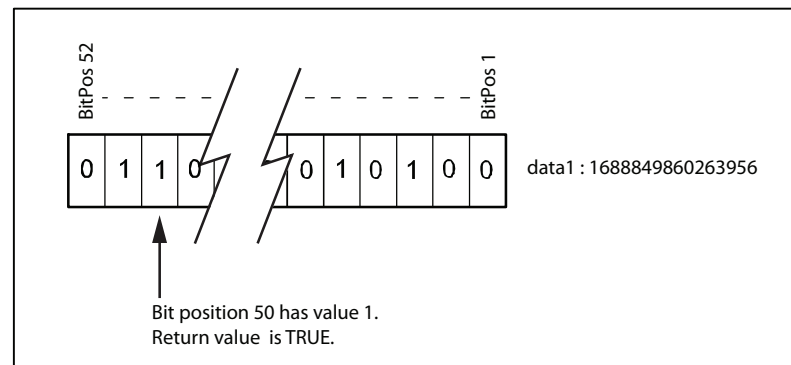 BitPos 52
BitPos 1
0 1 1 0 0 1 0 1 0 0
data1 : 1688849860263956
Bit position 50 has value 1.
Return value is TRUE.